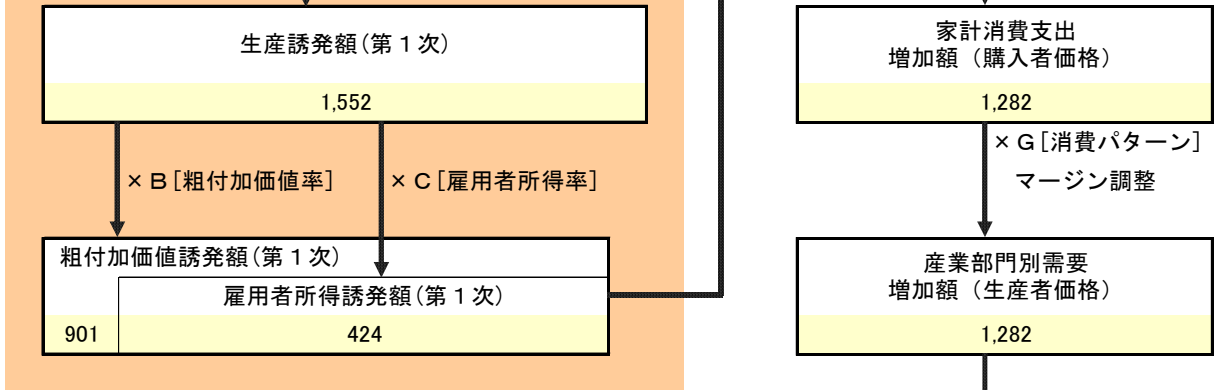 生産誘発額(第１次)
1,552
×Ｂ[粗付加価値率]
×Ｃ[雇用者所得率]
粗付加価値誘発額(第１次)
雇用者所得誘発額(第１次)
901
424
家計消費支出
増加額（購入者価格）
1,282
×Ｇ[消費パターン]
マージン調整
産業部門別需要
増加額（生産者価格）
1,282